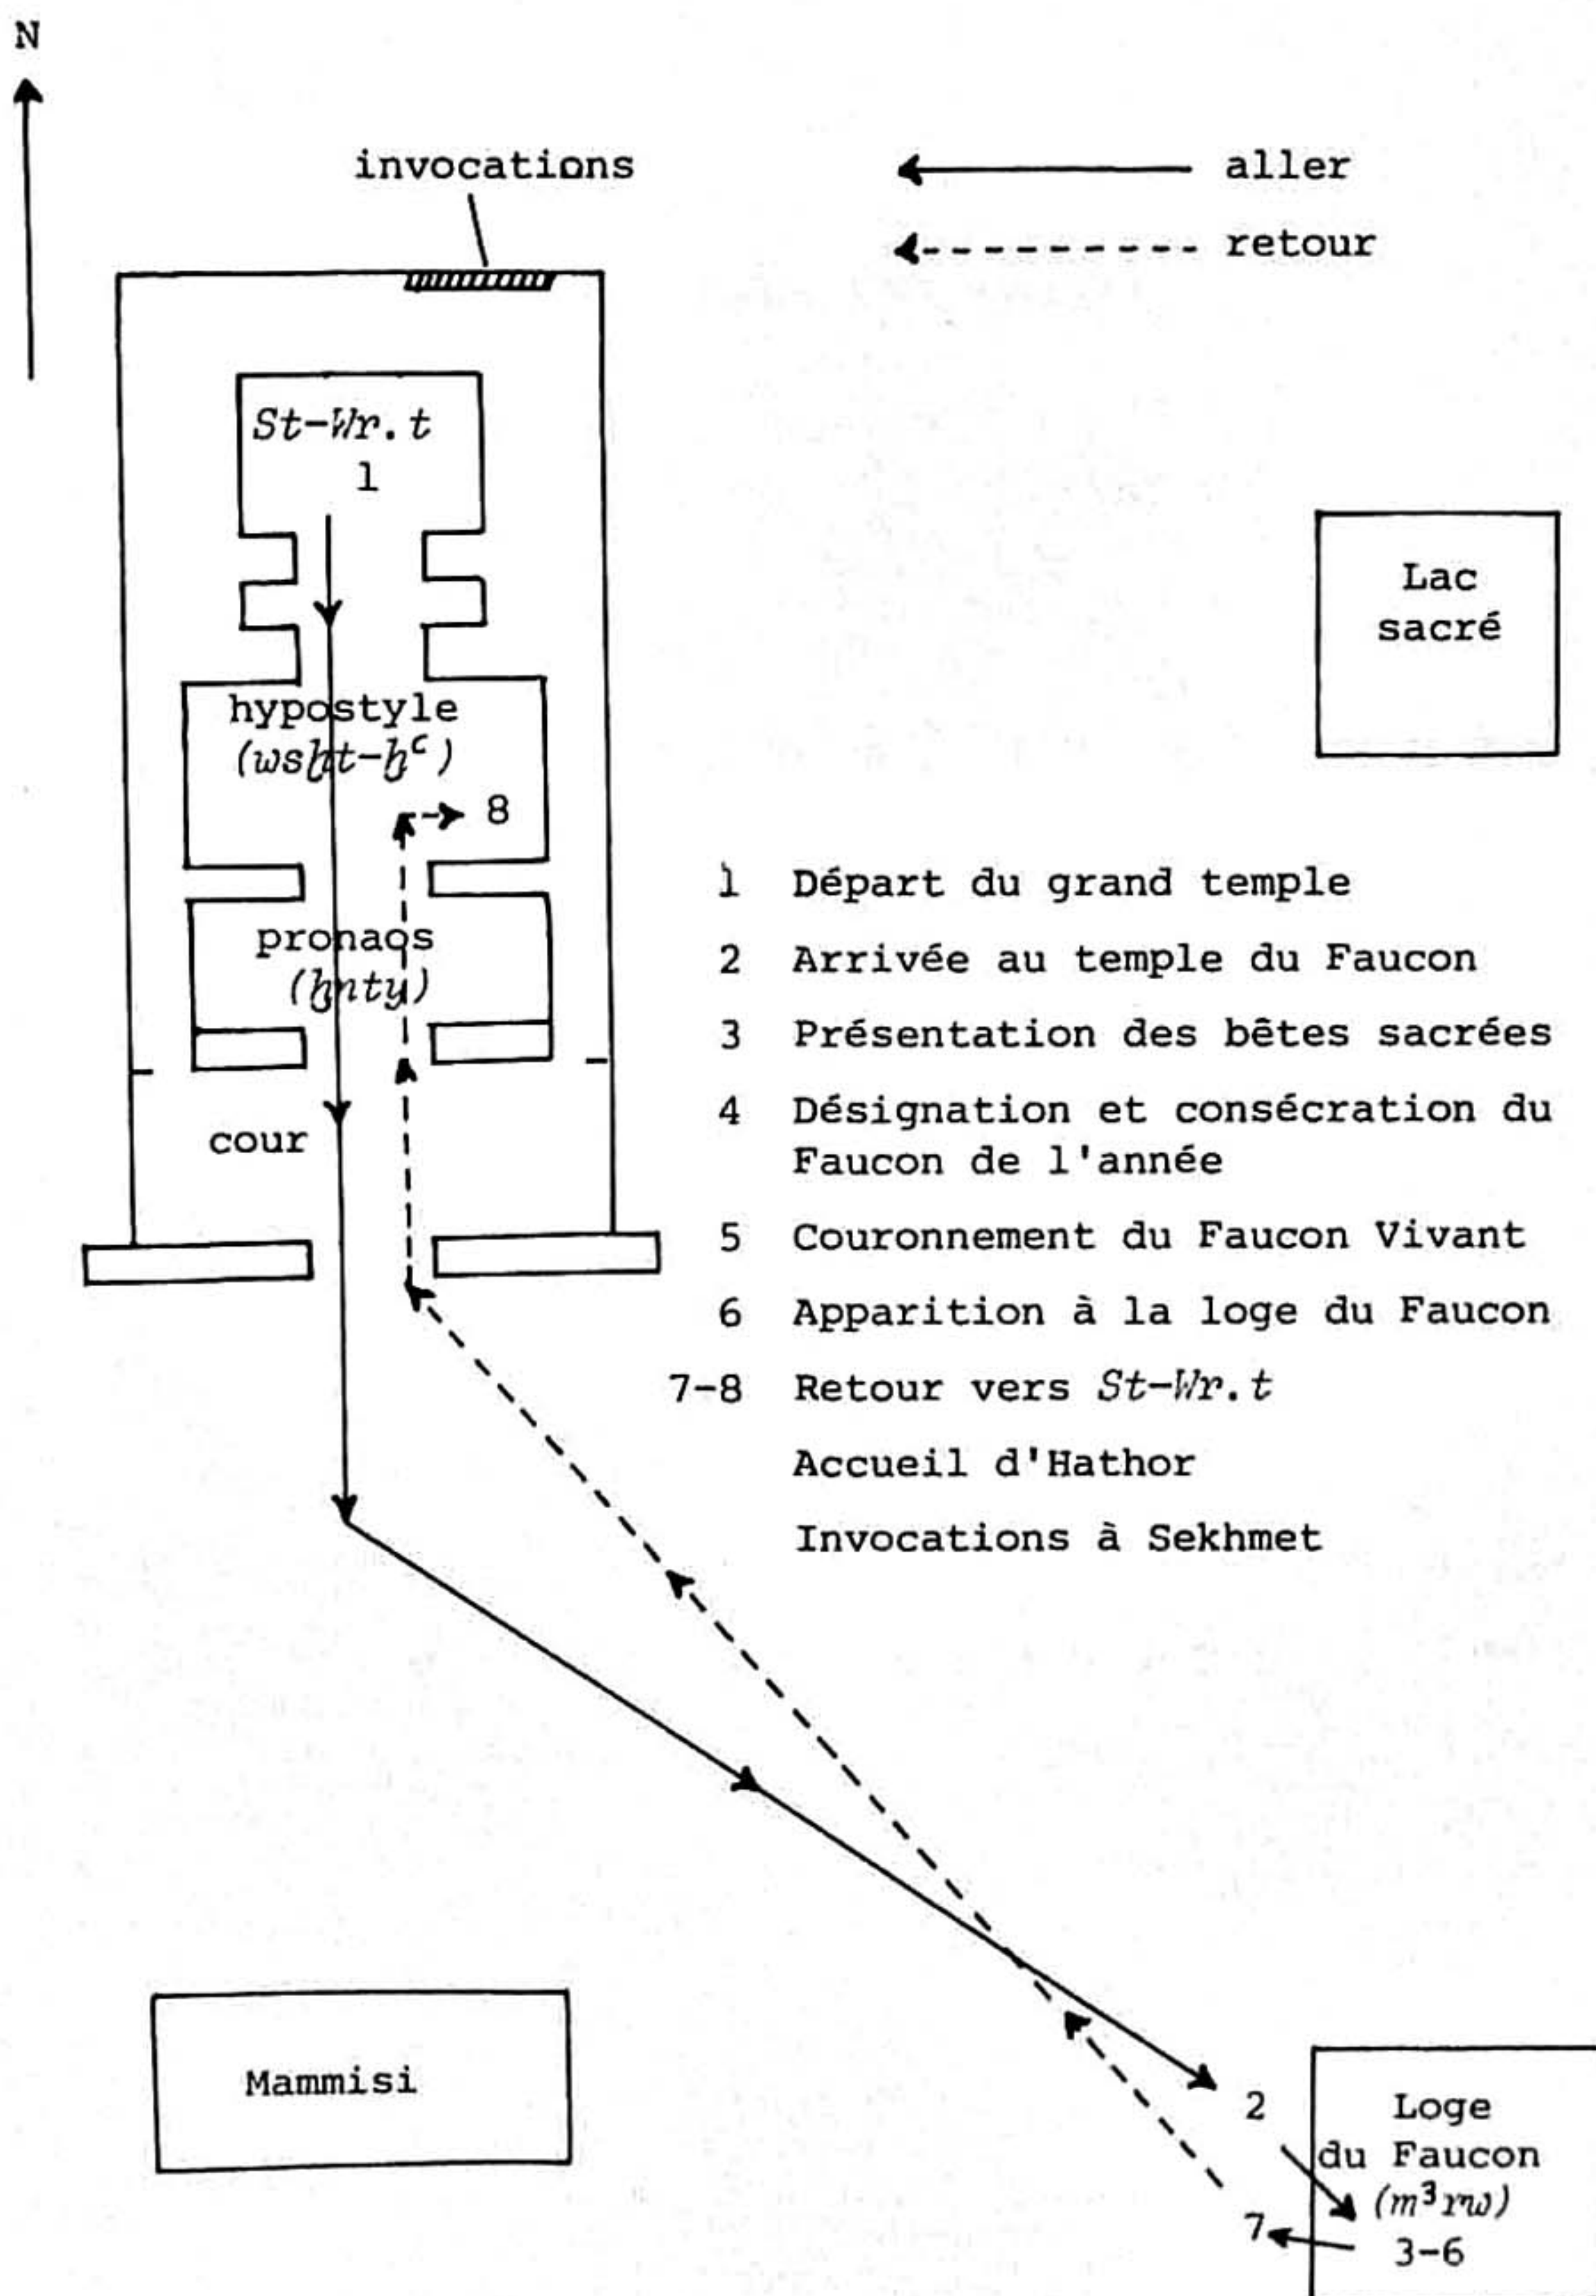 N
invocations
aller
retour
St-Wr.t
1
Lac
sacré
hypostyle
(wsḫt-ḫꜥ)
8
pronaos
(ḫnty)
cour
1 Départ du grand temple
2 Arrivée au temple du Faucon
3 Présentation des bêtes sacrées
4 Désignation et consécration du
Faucon de l'année
5 Couronnement du Faucon Vivant
6 Apparition à la loge du Faucon
7-8 Retour vers St-Wr.t
Accueil d'Hathor
Invocations à Sekhmet
Mammisi
2
Loge
du Faucon
(m³rw)
7
3-6